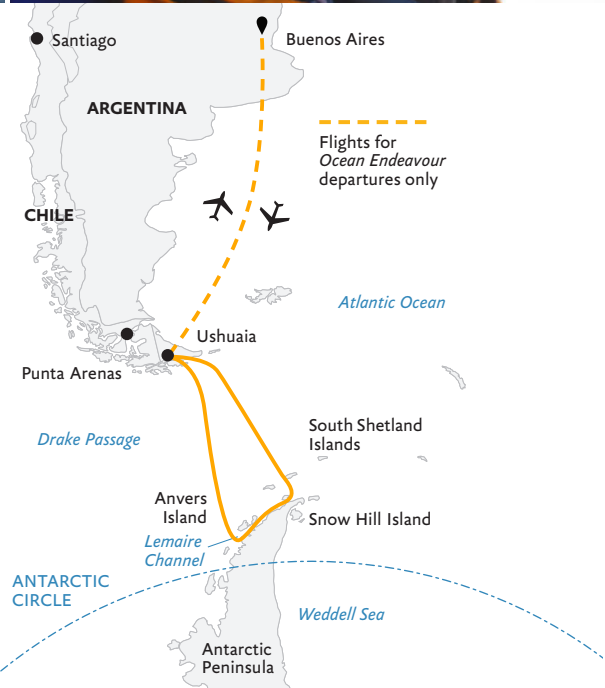 Santiago
Buenos Aires
ARGENTINA
Flights for
Ocean Endeavour
departures only
CHILE
Atlantic Ocean
Ushuaia
Punta Arenas
Drake Passage
South Shetland
Islands
Anvers
Island
Snow Hill Island
Lemaire
Channel
ANTARCTIC
CIRCLE
Weddell Sea
Antarctic
Peninsula